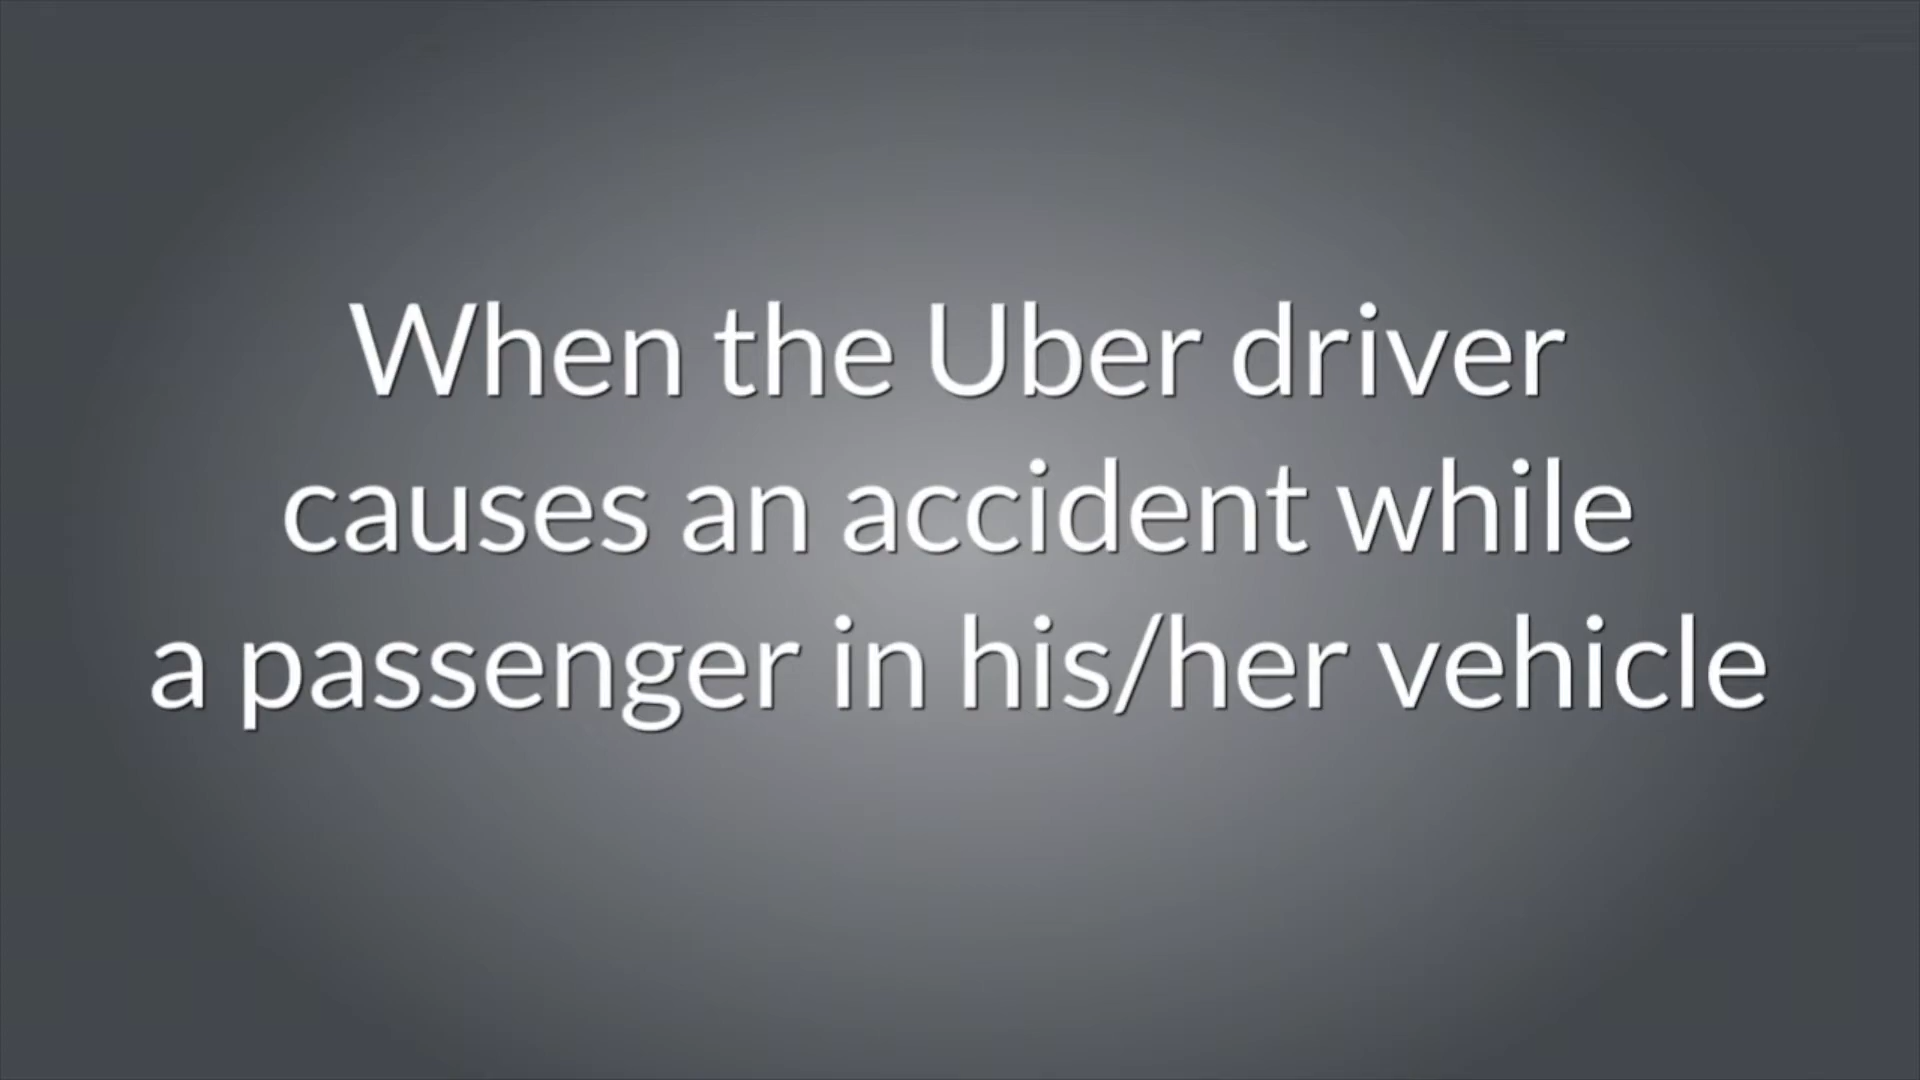 When the Uber driver
causes an accident while
a passenger in his/her vehicle